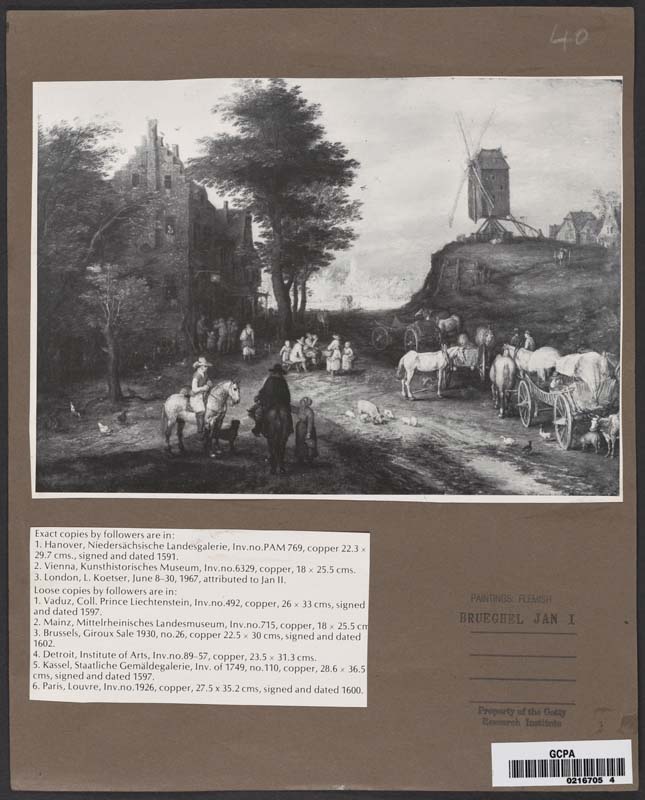 40
Exact copies by followers are in:
1. Hanover, Niedersächsische Landesgalerie, Inv.no.PAM 769, copper 22.3 ×
29.7 cms., signed and dated 1591.
2. Vienna, Kunsthistorisches Museum, Inv.no.6329, copper, 18 × 25.5 cms.
3. London, L. Koetser, June 8–30, 1967, attributed to Jan II.
Loose copies by followers are in:
1. Vaduz, Coll. Prince Liechtenstein, Inv.no.492, copper, 26 × 33 cms, signed
and dated 1597.
2. Mainz, Mittelrheinisches Landesmuseum, Inv.no.715, copper, 18 × 25.5 cm
3. Brussels, Giroux Sale 1930, no.26, copper 22.5 × 30 cms, signed and dated
1602.
4. Detroit, Institute of Arts, Inv.no.89–57, copper, 23.5 × 31.3 cms.
5. Kassel, Staatliche Gemäldegalerie, Inv. of 1749, no.110, copper, 28.6 × 36.5
cms, signed and dated 1597.
6. Paris, Louvre, Inv.no.1926, copper, 27.5 x 35.2 cms, signed and dated 1600.
PAINTINGS: FLEMISH
BRUEGHEL JAN I
Property of the Getty
Research Institute
GCPA
0216705 4